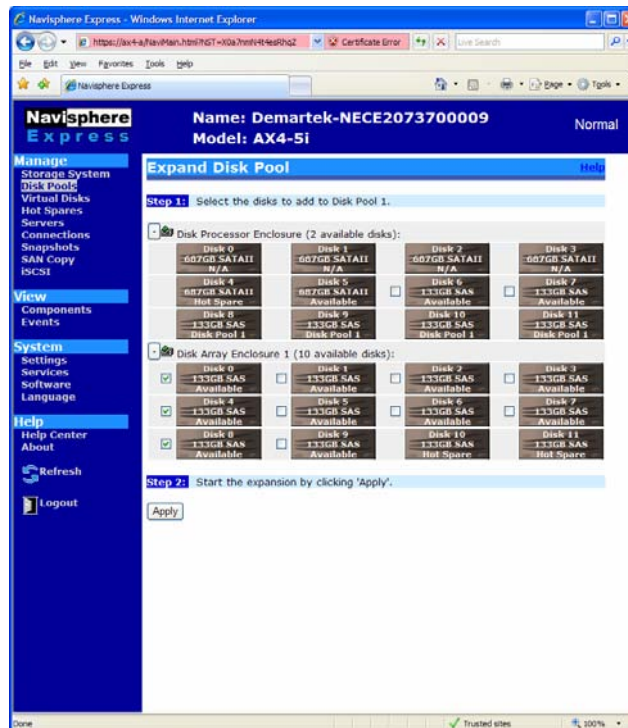 Navisphere Express - Windows Internet Explorer
Certificate Error
Live Search
File Edit View Favorites Tools Help
Navisphere Express
Page Tools
Navisphere
Express
Name: Demartek-NECE2073700009
Model: AX4-5i
Normal
Manage
Storage System
Disk Pools
Virtual Disks
Hot Spares
Servers
Connections
Snapshots
SAN Copy
iSCSI
View
Components
Events
System
Settings
Services
Software
Language
Help
Help Center
About
Refresh
Logout
Expand Disk Pool Help
Step 1: Select the disks to add to Disk Pool 1.
Disk Processor Enclosure (2 available disks):
Disk 0 Disk 1 Disk 2 Disk 3
687GB SATAII 687GB SATAII 687GB SATAII 687GB SATAII
N/A N/A N/A N/A
Disk 4 Disk 5 Disk 6 Disk 7
687GB SATAII 687GB SATAII 133GB SAS 133GB SAS
Hot Spare Available Available Available
Disk 8 Disk 9 Disk 10 Disk 11
133GB SAS 133GB SAS 133GB SAS 133GB SAS
Disk Pool 1 Disk Pool 1 Disk Pool 1 Disk Pool 1
Disk Array Enclosure 1 (10 available disks):
Disk 0 Disk 1 Disk 2 Disk 3
133GB SAS 133GB SAS 133GB SAS 133GB SAS
Available Available Available Available
Disk 4 Disk 5 Disk 6 Disk 7
133GB SAS 133GB SAS 133GB SAS 133GB SAS
Available Available Available Available
Disk 8 Disk 9 Disk 10 Disk 11
133GB SAS 133GB SAS 133GB SAS 133GB SAS
Available Available Hot Spare Hot Spare
Step 2: Start the expansion by clicking 'Apply'.
Apply
Done
Trusted sites
100%